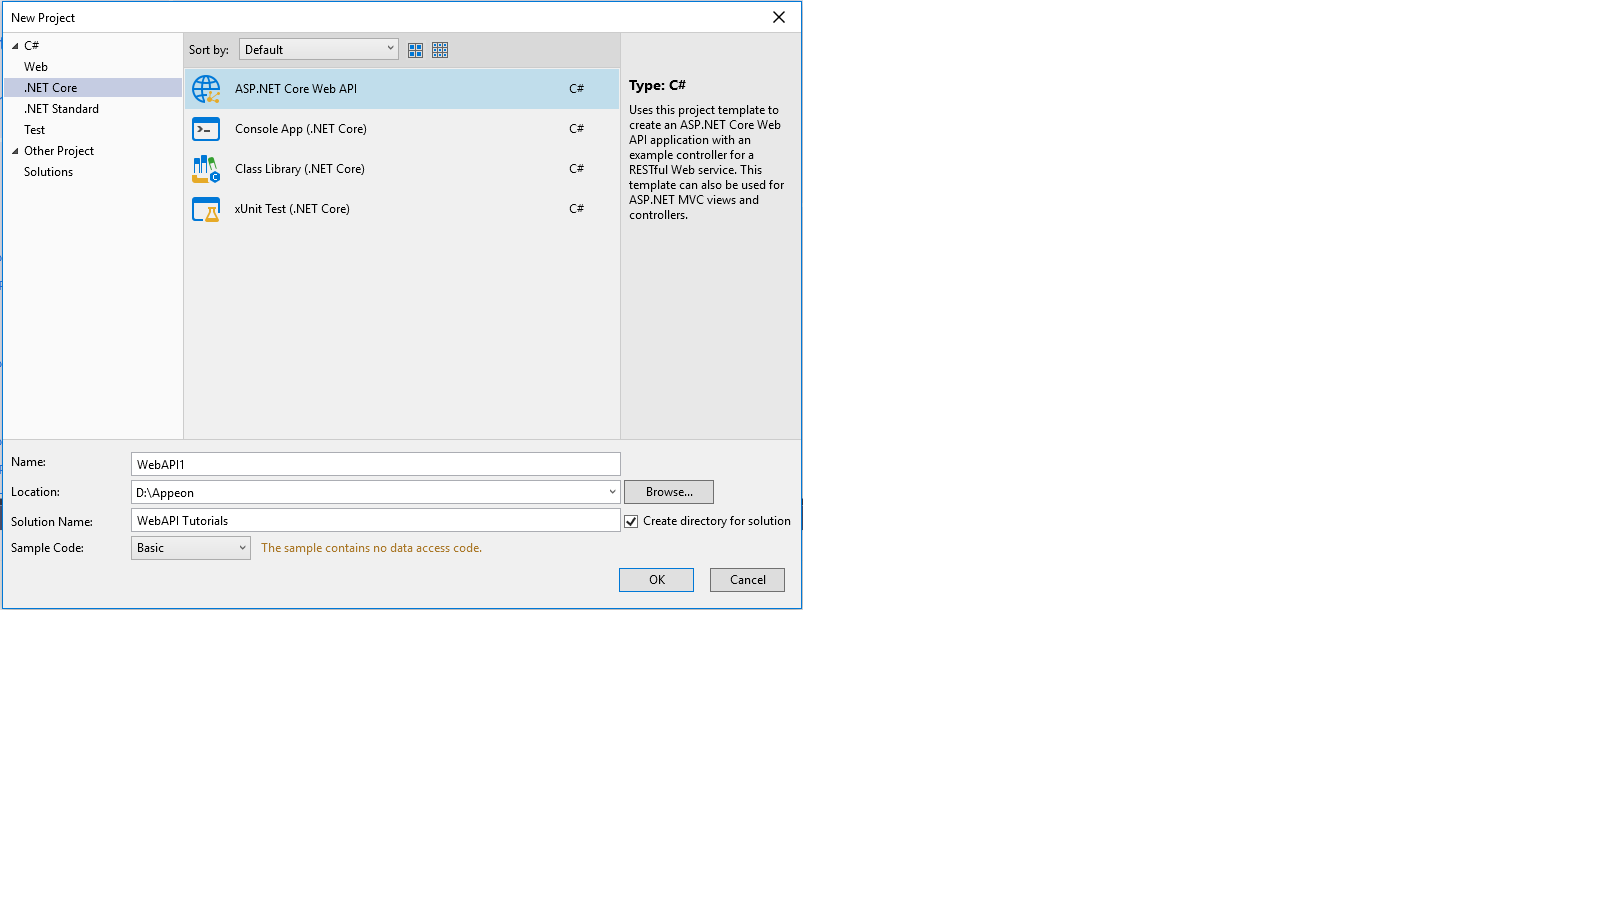 New Project
C#
Web
.NET Core
.NET Standard
Test
Other Project
Solutions
Sort by:
Default
ASP.NET Core Web API C#
Console App (.NET Core) C#
Class Library (.NET Core) C#
xUnit Test (.NET Core) C#
Type: C#
Uses this project template to
create an ASP.NET Core Web
API application with an
example controller for a
RESTful Web service. This
template can also be used for
ASP.NET MVC views and
controllers.
Name: WebAPI1
Location: D:\Appeon Browse...
Solution Name: WebAPI Tutorials Create directory for solution
Sample Code: Basic The sample contains no data access code.
OK Cancel